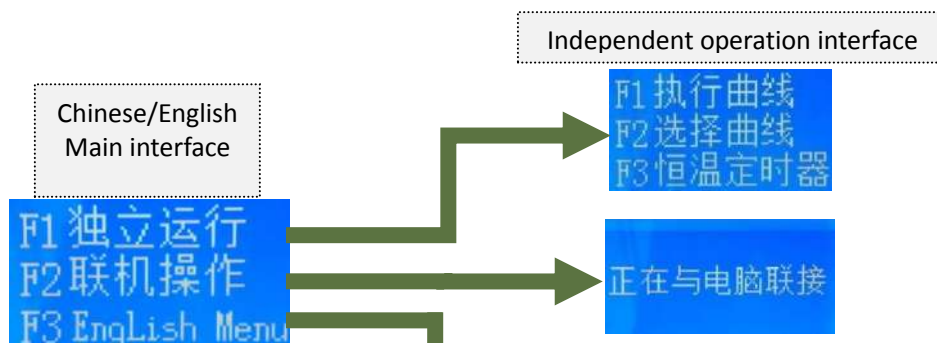 Independent operation interface
Chinese/English
Main interface
F1执行曲线
F2选择曲线
F3恒温定时器
F1独立运行
F2联机操作
F3 EngLish Menu
正在与电脑联接